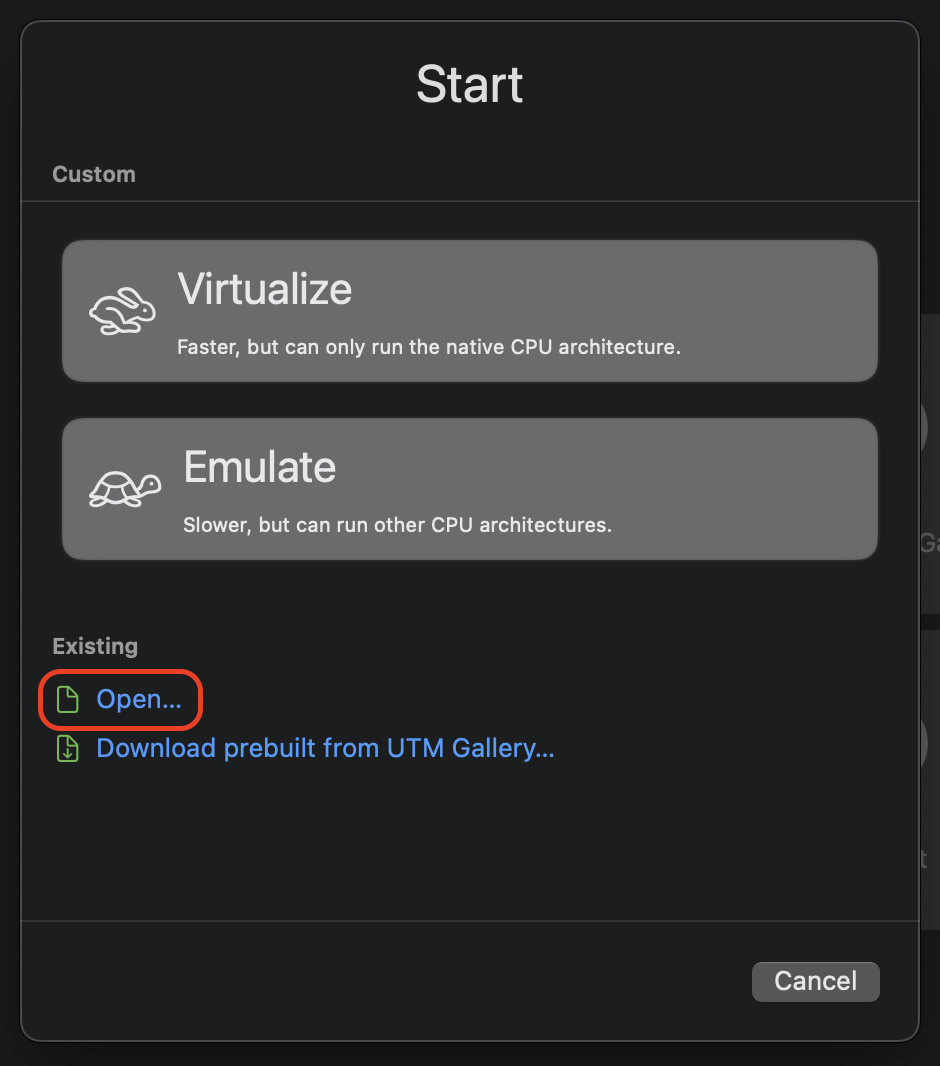 Start
Custom
Virtualize
Faster, but can only run the native CPU architecture.
Emulate
Slower, but can run other CPU architectures.
Existing
Open...
Download prebuilt from UTM Gallery...
Cancel